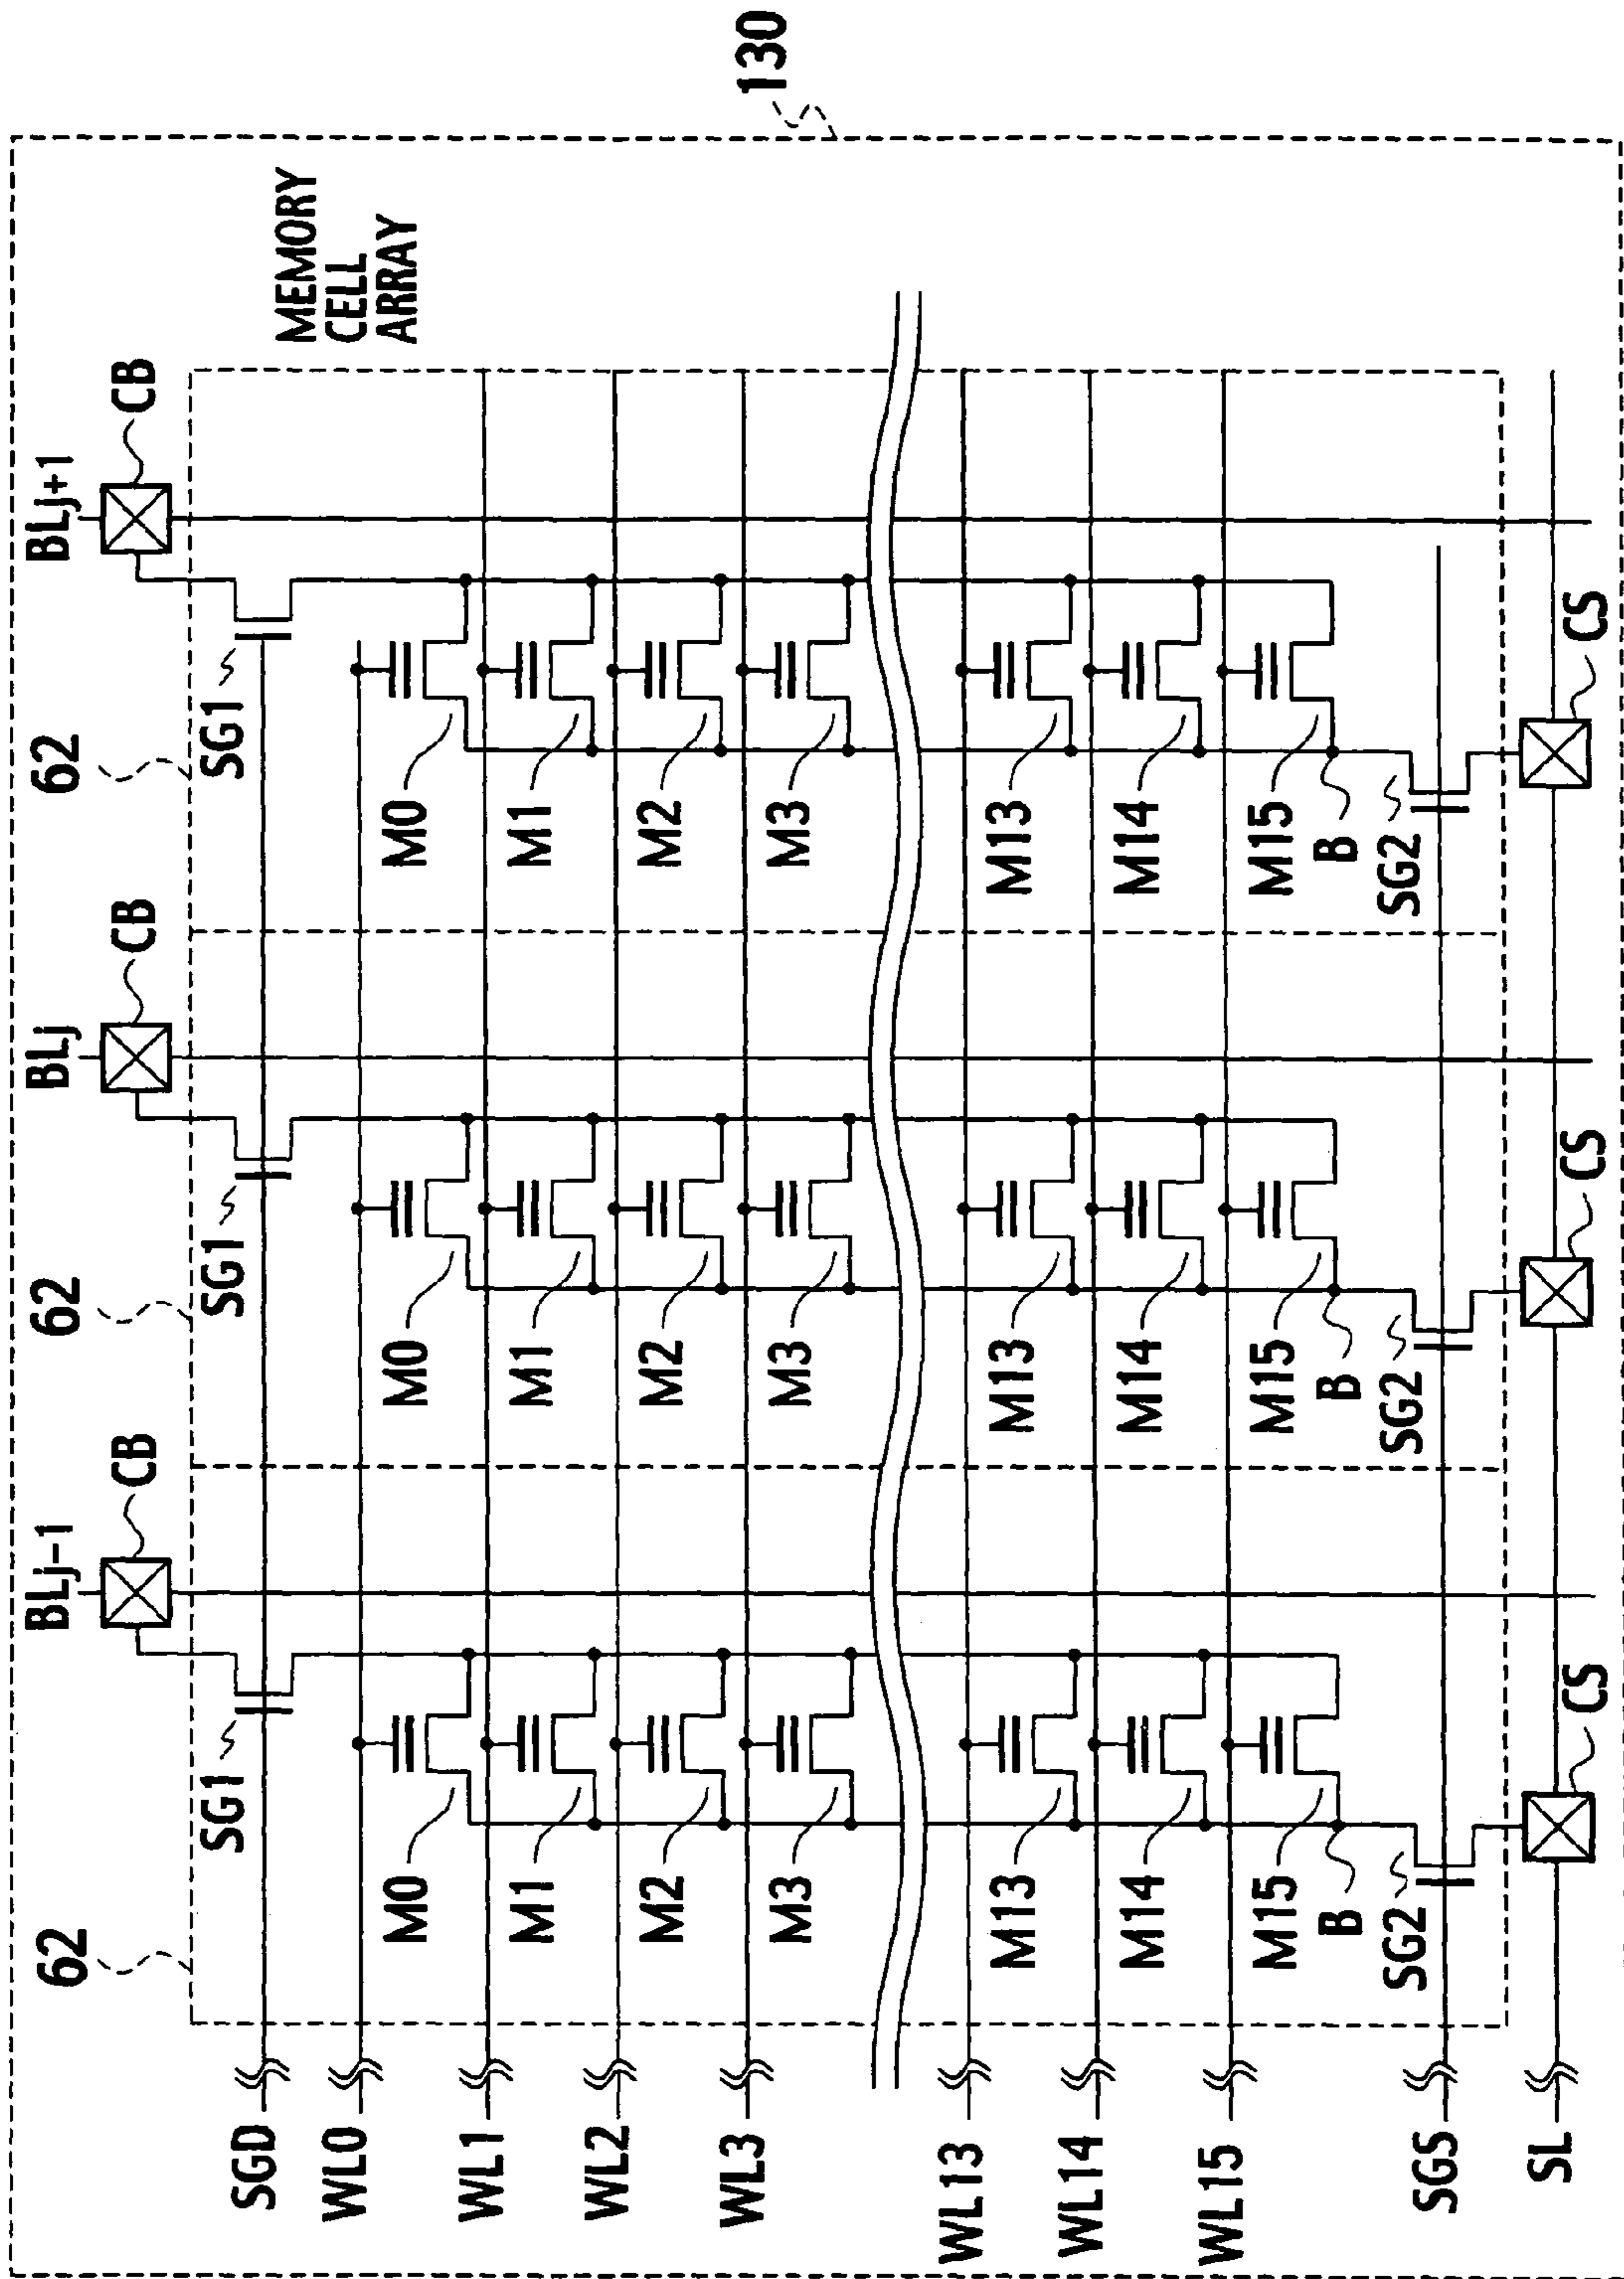 130
BLj-1
BLj
BLj+1
CB
CB
CB
MEMORY
CELL
ARRAY
62
62
62
SGD
SG1
SG1
SG1
WL0
M0
M0
M0
WL1
M1
M1
M1
WL2
M2
M2
M2
WL3
M3
M3
M3
WL13
M13
M13
M13
WL14
M14
M14
M14
WL15
M15
M15
M15
B
B
B
SGS
SG2
SG2
SG2
SL
CS
CS
CS